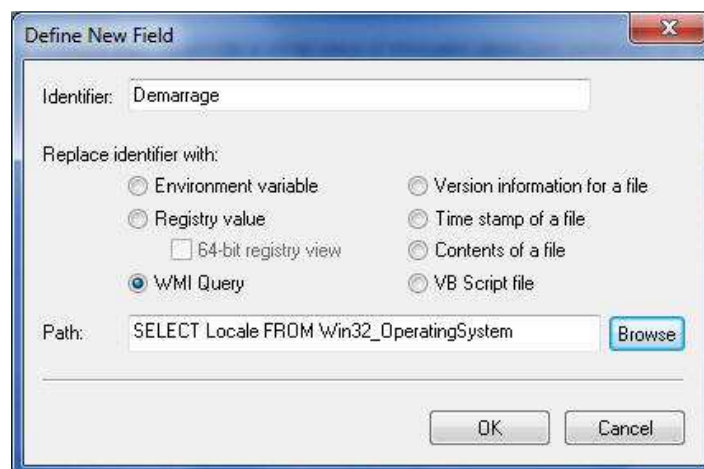 Define New Field
Identifier: Demarrage
Replace identifier with:
Environment variable
Registry value
64-bit registry view
WMI Query
Version information for a file
Time stamp of a file
Contents of a file
VB Script file
Path: SELECT Locale FROM Win32_OperatingSystem Browse
OK Cancel